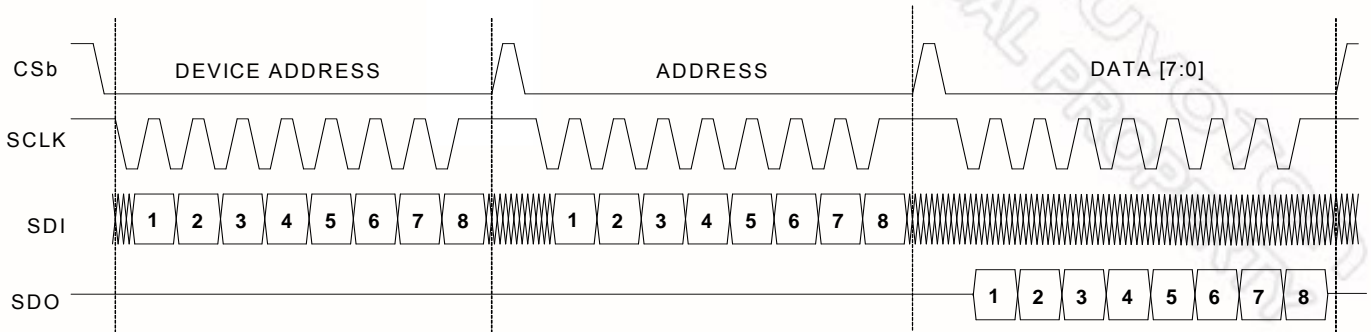 CSb DEVICE ADDRESS ADDRESS DATA [7:0]
SCLK
SDI 1 2 3 4 5 6 7 8 1 2 3 4 5 6 7 8
SDO 1 2 3 4 5 6 7 8